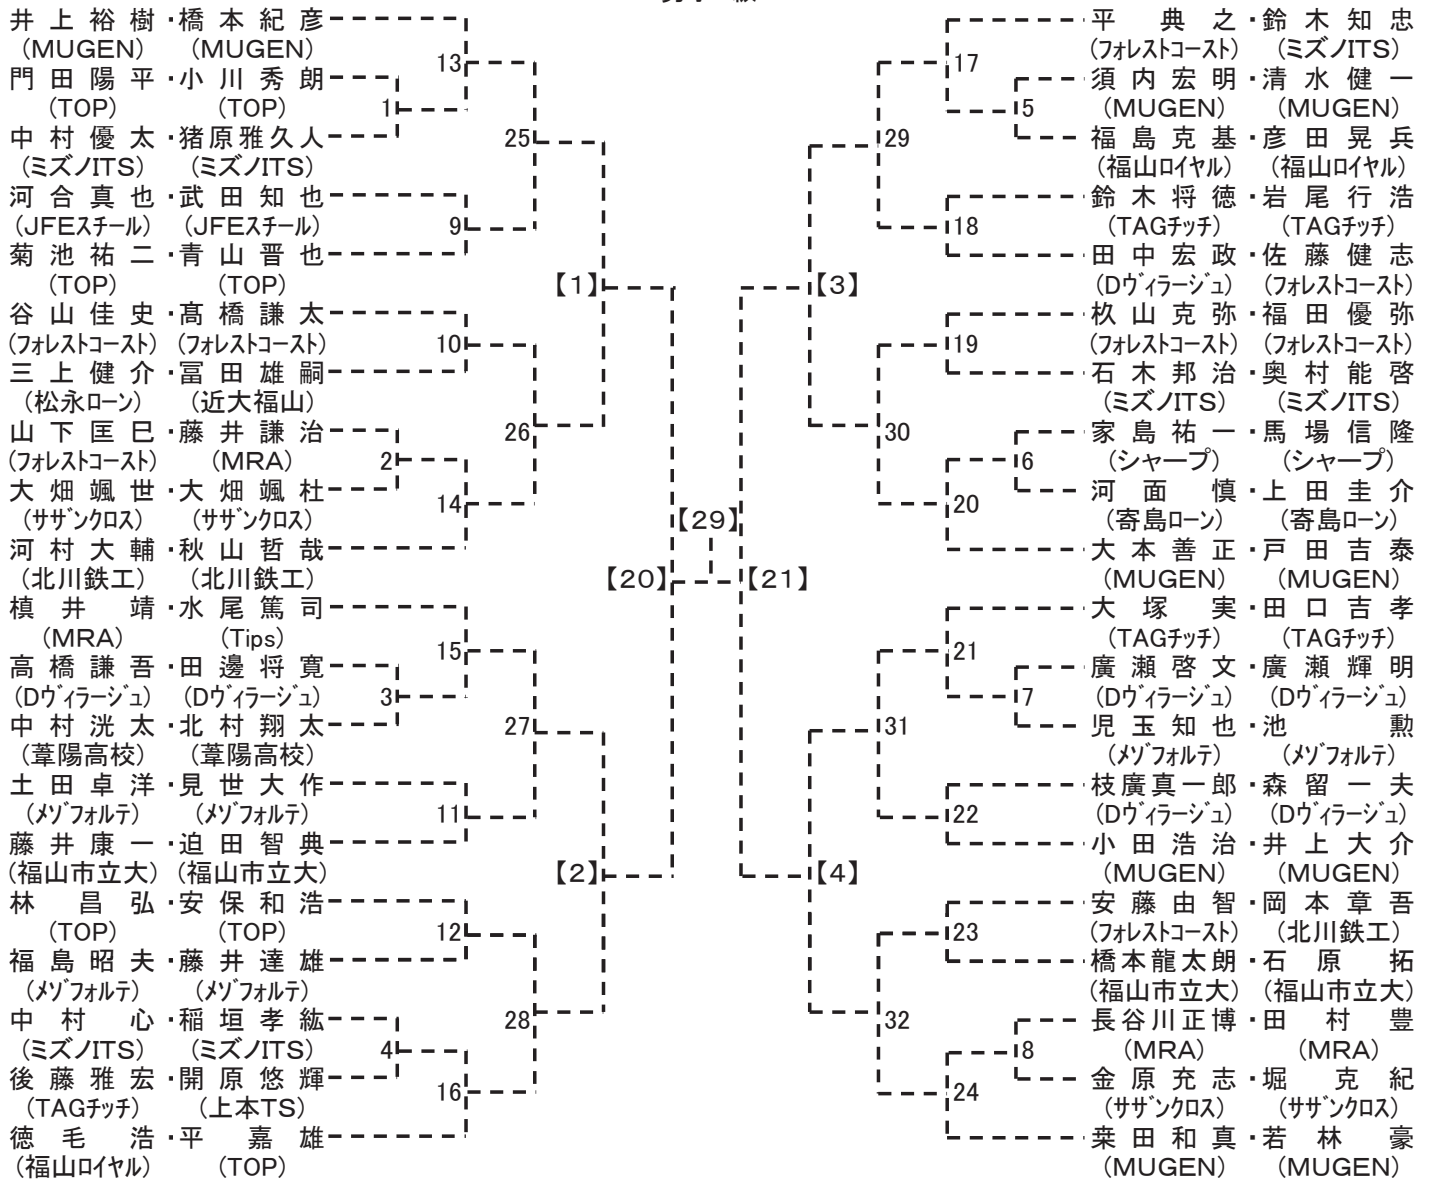 井上裕樹・橋本紀彦
(MUGEN) (MUGEN)
13
門田陽平・小川秀朗
(TOP) (TOP)
1
中村優太・猪原雅久人
25
(ミズノITS) (ミズノITS)
河合真也・武田知也
(JFEスチール) (JFEスチール)
9
菊池祐二・青山晋也
(TOP) (TOP)
【1】
谷山佳史・髙橋謙太
(フォレストコースト) (フォレストコースト)
10
三上健介・冨田雄嗣
(松永ローン) (近大福山)
山下匡巳・藤井謙治
26
(フォレストコースト) (MRA)
2
大畑颯世・大畑颯杜
(サザンクロス) (サザンクロス)
14
河村大輔・秋山哲哉
(北川鉄工) (北川鉄工)
【20】
槙井靖・水尾篤司
(MRA) (Tips)
15
高橋謙吾・田邊将寛
(Dヴィラージュ) (Dヴィラージュ)
3
中村洸太・北村翔太
27
(葦陽高校) (葦陽高校)
土田卓洋・見世大作
(メゾフォルテ) (メゾフォルテ)
11
藤井康一・迫田智典
(福山市立大) (福山市立大)
【2】
林昌弘・安保和浩
(TOP) (TOP)
12
福島昭夫・藤井達雄
(メゾフォルテ) (メゾフォルテ)
中村心・稲垣孝紘
28
(ミズノITS) (ミズノITS)
4
後藤雅宏・開原悠輝
(TAGチッチ) (上本TS)
16
徳毛浩・平嘉雄
(福山ロイヤル) (TOP)
【29】
平典之・鈴木知忠
(フォレストコースト) (ミズノITS)
17
須内宏明・清水健一
(MUGEN) (MUGEN)
5
福島克基・彦田晃兵
29
(福山ロイヤル) (福山ロイヤル)
鈴木将徳・岩尾行浩
(TAGチッチ) (TAGチッチ)
18
田中宏政・佐藤健志
(Dヴィラージュ) (フォレストコースト)
【3】
杦山克弥・福田優弥
(フォレストコースト) (フォレストコースト)
19
石木邦治・奥村能啓
(ミズノITS) (ミズノITS)
家島祐一・馬場信隆
30
(シャープ) (シャープ)
6
河面慎・上田圭介
(寄島ローン) (寄島ローン)
20
大本善正・戸田吉泰
(MUGEN) (MUGEN)
【21】
大塚実・田口吉孝
(TAGチッチ) (TAGチッチ)
21
廣瀬啓文・廣瀬輝明
(Dヴィラージュ) (Dヴィラージュ)
7
児玉知也・池勲
31
(メゾフォルテ) (メゾフォルテ)
枝廣真一郎・森留一夫
(Dヴィラージュ) (Dヴィラージュ)
22
小田浩治・井上大介
(MUGEN) (MUGEN)
【4】
安藤由智・岡本章吾
(フォレストコースト) (北川鉄工)
23
橋本龍太朗・石原拓
(福山市立大) (福山市立大)
長谷川正博・田村豊
32
(MRA) (MRA)
8
金原充志・堀克紀
(サザンクロス) (サザンクロス)
24
桒田和真・若林豪
(MUGEN) (MUGEN)